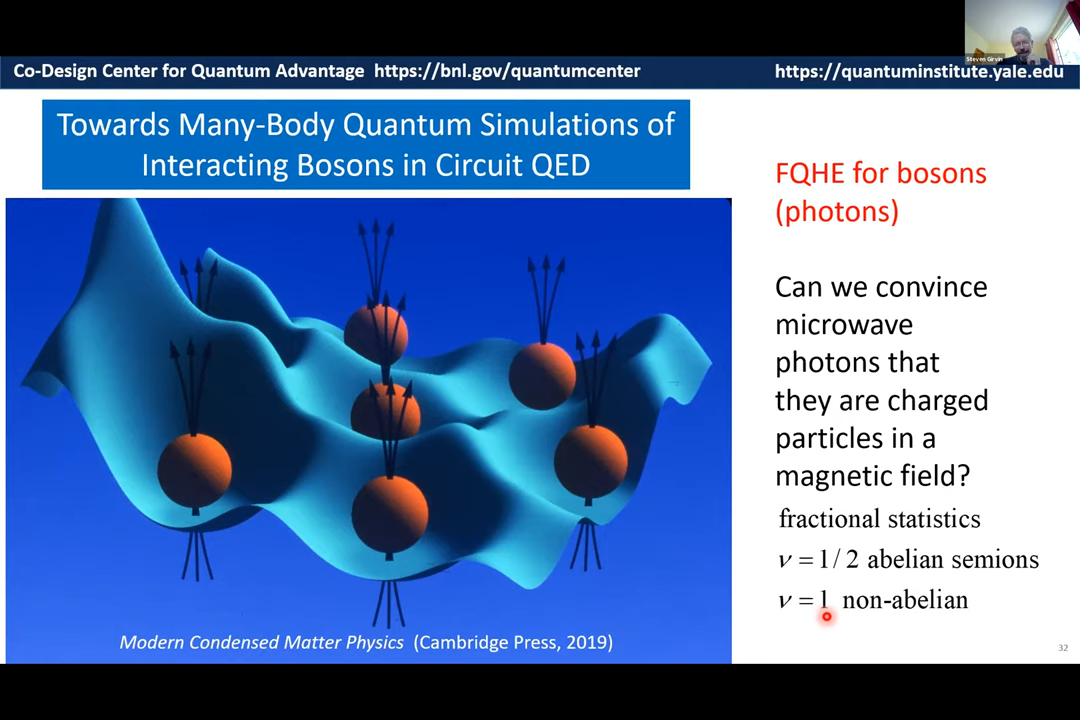 Steven Girvin
Co-Design Center for Quantum Advantage https://bnl.gov/quantumcenter
https://quantuminstitute.yale.edu
Towards Many-Body Quantum Simulations of
Interacting Bosons in Circuit QED
FQHE for bosons
(photons)
Can we convince
microwave
photons that
they are charged
particles in a
magnetic field?
fractional statistics
ν = 1/2 abelian semions
ν = 1 non-abelian
Modern Condensed Matter Physics (Cambridge Press, 2019)
32